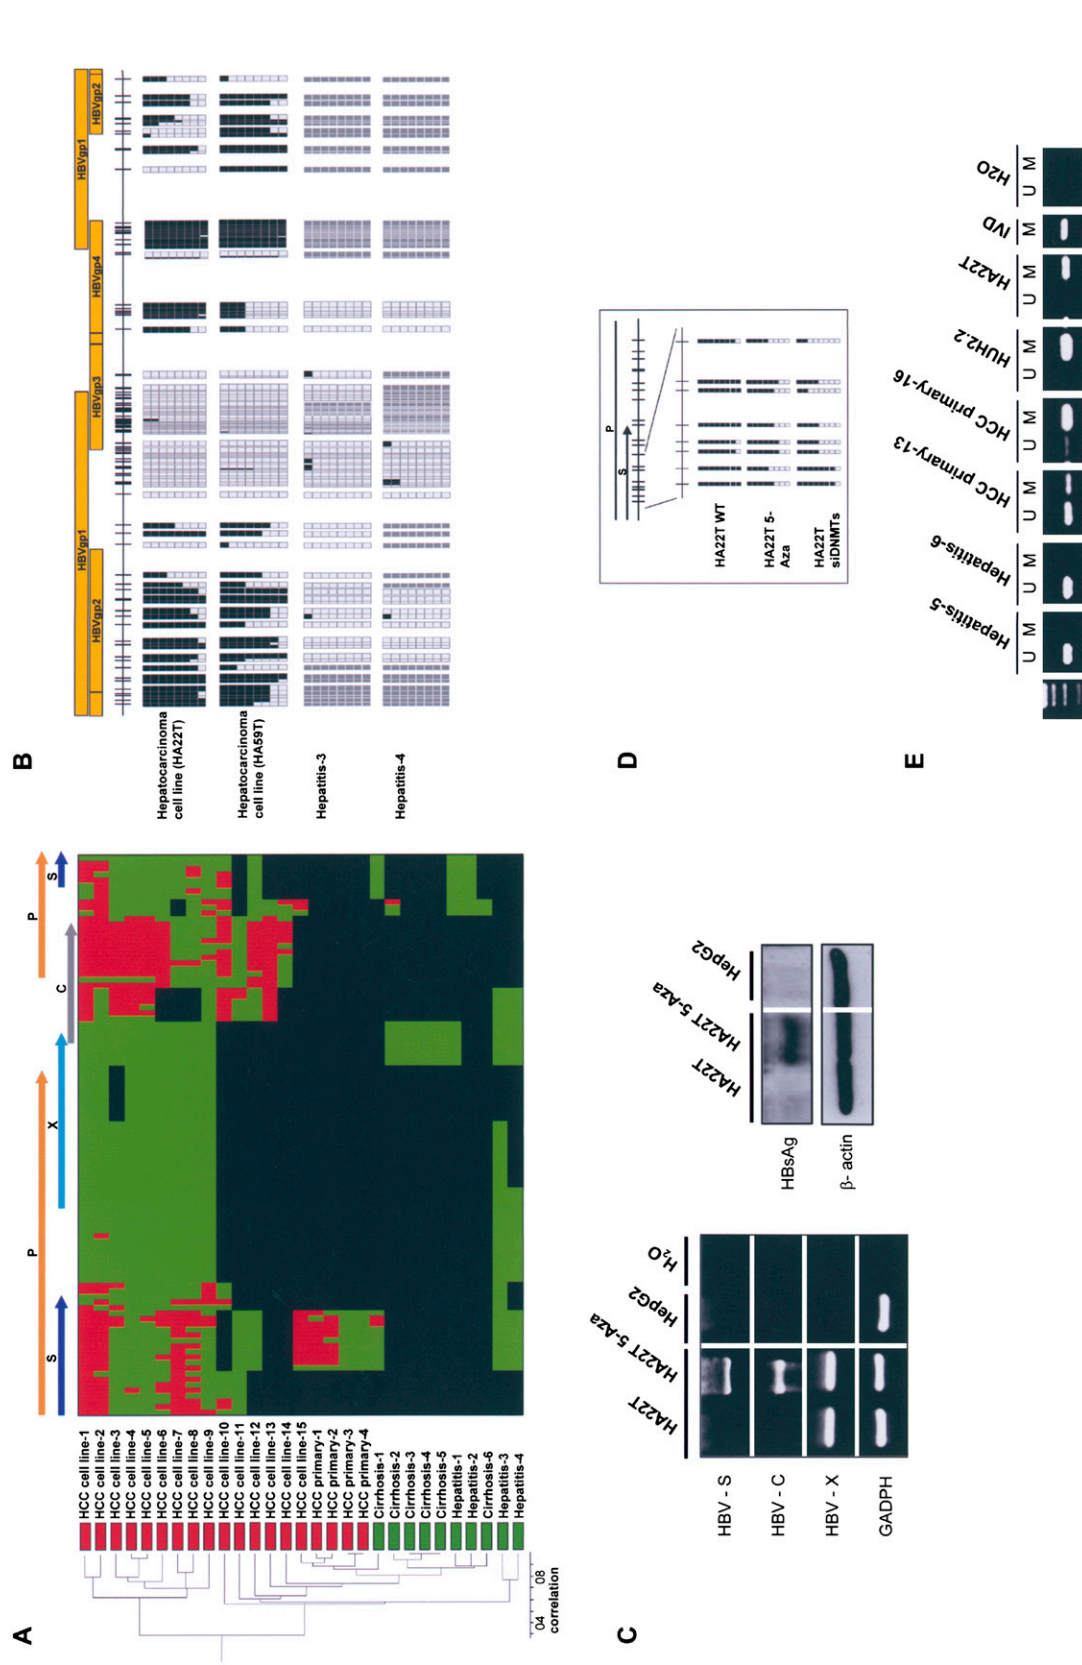 A
P
P
S
X
C
S
HCC cell line-1
HCC cell line-2
HCC cell line-3
HCC cell line-4
HCC cell line-5
HCC cell line-6
HCC cell line-7
HCC cell line-8
HCC cell line-9
HCC cell line-10
HCC cell line-11
HCC cell line-12
HCC cell line-13
HCC cell line-14
HCC cell line-15
HCC primary-1
HCC primary-2
HCC primary-3
HCC primary-4
Cirrhosis-1
Cirrhosis-2
Cirrhosis-3
Cirrhosis-4
Cirrhosis-5
Hepatitis-1
Hepatitis-2
Cirrhosis-6
Hepatitis-3
Hepatitis-4
04 08
correlation
B
HBVgp1 HBVgp1
HBVgp2 HBVgp3 HBVgp4 HBVgp2
Hepatocarcinoma
cell line (HA22T)
Hepatocarcinoma
cell line (HA59T)
Hepatitis-3
Hepatitis-4
C
HA22T HA22T 5-Aza HepG2 H2O
HBV - S
HBV - C
HBV - X
GADPH
HA22T HA22T 5-Aza HepG2
HBsAg
β- actin
D
P
S
HA22T WT
HA22T 5-
Aza
HA22T
siDNMTs
E
Hepatitis-5 Hepatitis-6 HCC primary-13 HCC primary-16 HUH2.2 HA22T IVD H2O
U M U M U M U M U M U M M U M